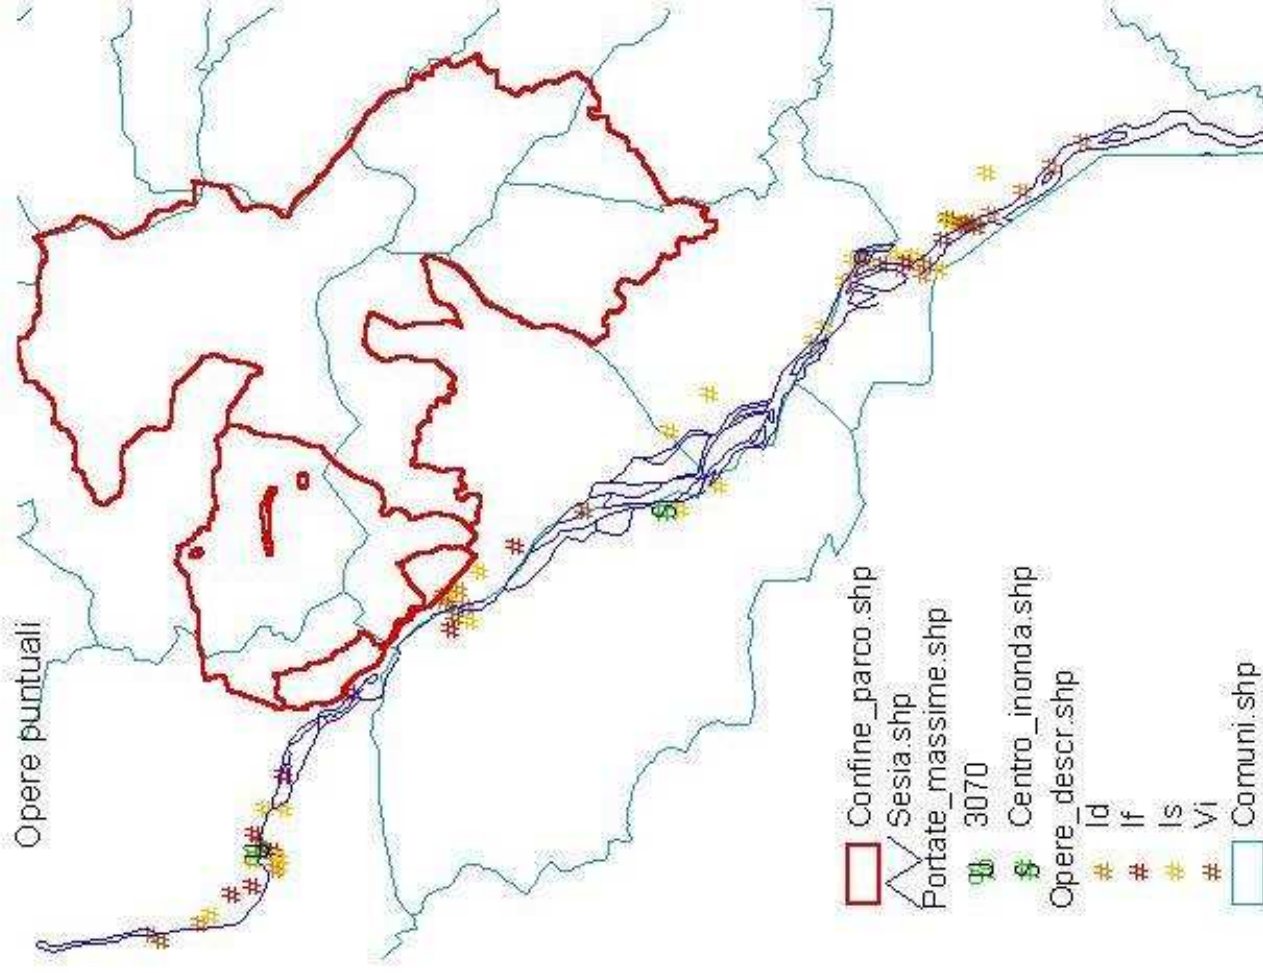 Opere puntuali
Confine_parco.shp
Sesia.shp
Portate_massime.shp
3070
Centro_inonda.shp
Opere_descr.shp
Id
If
Is
Vi
Comuni.shp